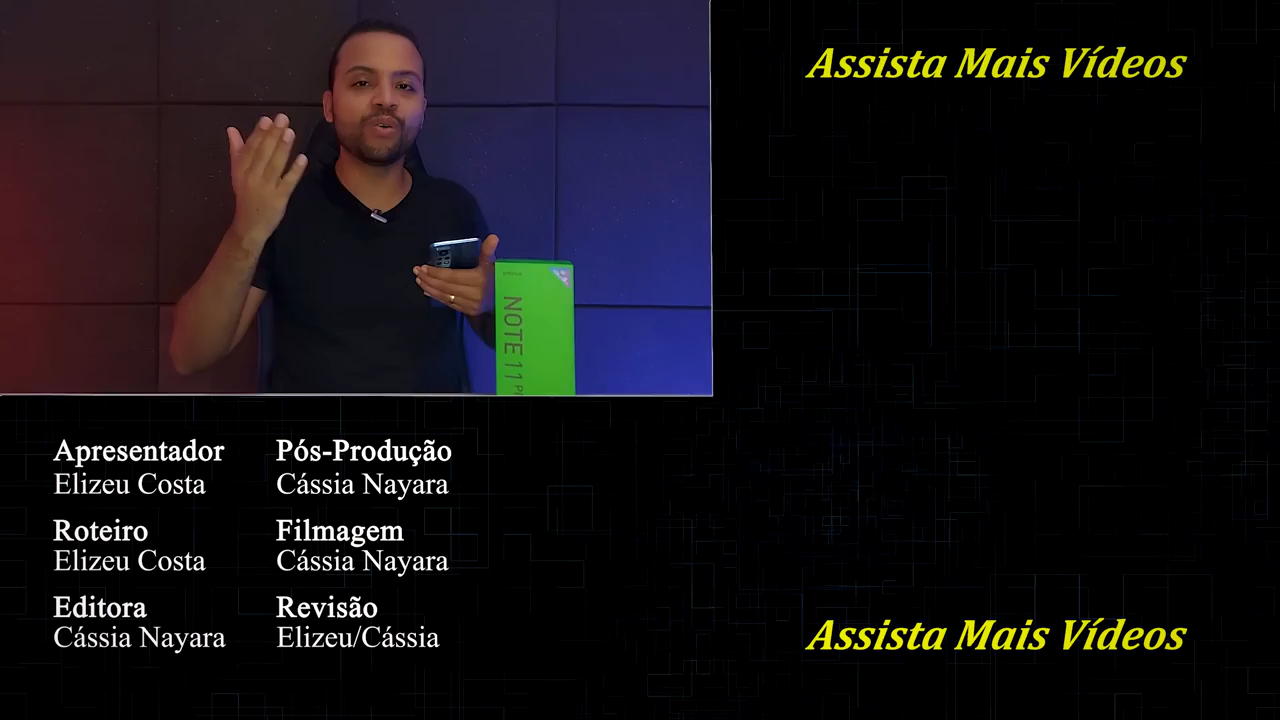 Assista Mais Vídeos
NOTE 11
Apresentador
Elizeu Costa
Pós-Produção
Cássia Nayara
Roteiro
Elizeu Costa
Filmagem
Cássia Nayara
Editora
Cássia Nayara
Revisão
Elizeu/Cássia
Assista Mais Vídeos